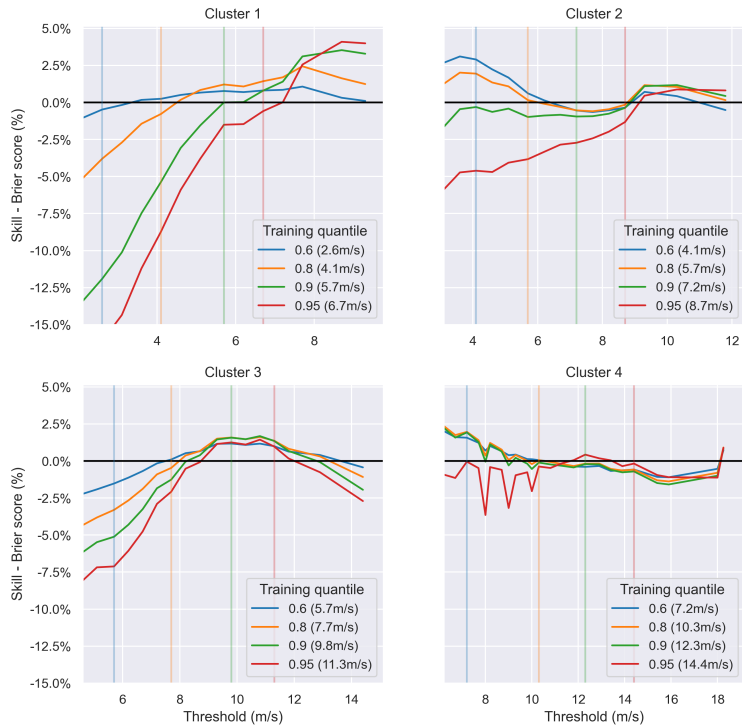 Cluster 1
Cluster 2
Skill - Brier score (%)
5.0%
2.5%
0.0%
-2.5%
-5.0%
-7.5%
-10.0%
-12.5%
-15.0%
4 6 8
Training quantile
0.6 (2.6m/s)
0.8 (4.1m/s)
0.9 (5.7m/s)
0.95 (6.7m/s)
4 6 8 10 12
Training quantile
0.6 (4.1m/s)
0.8 (5.7m/s)
0.9 (7.2m/s)
0.95 (8.7m/s)
Cluster 3
Cluster 4
Skill - Brier score (%)
5.0%
2.5%
0.0%
-2.5%
-5.0%
-7.5%
-10.0%
-12.5%
-15.0%
6 8 10 12 14
Threshold (m/s)
Training quantile
0.6 (5.7m/s)
0.8 (7.7m/s)
0.9 (9.8m/s)
0.95 (11.3m/s)
8 10 12 14 16 18
Threshold (m/s)
Training quantile
0.6 (7.2m/s)
0.8 (10.3m/s)
0.9 (12.3m/s)
0.95 (14.4m/s)